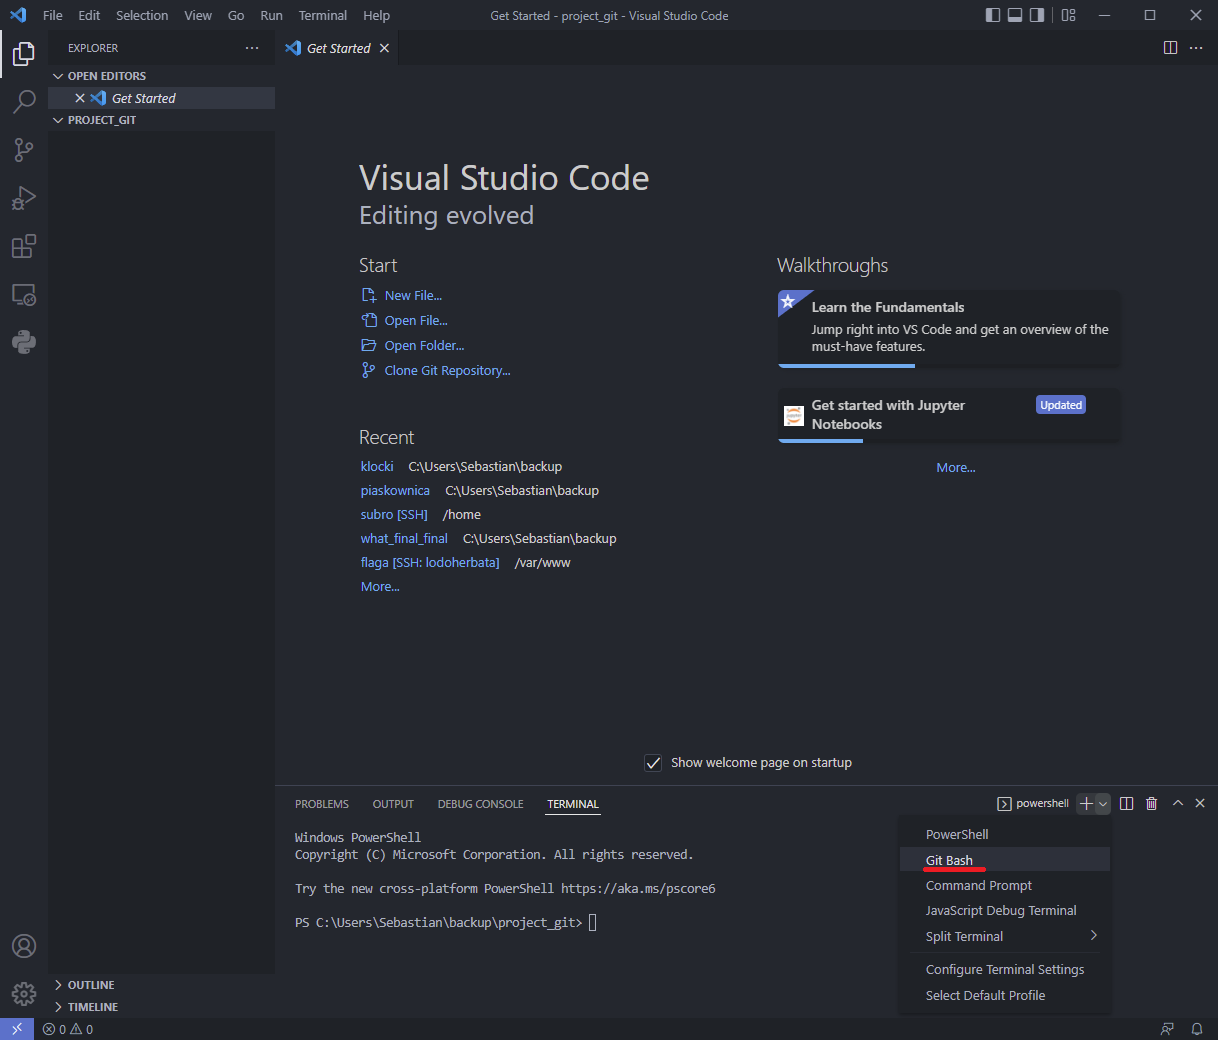 File Edit Selection View Go Run Terminal Help
Get Started - project_git - Visual Studio Code
EXPLORER
Get Started
OPEN EDITORS
Get Started
PROJECT_GIT
Visual Studio Code
Editing evolved
Start
New File...
Open File...
Open Folder...
Clone Git Repository...
Recent
klocki C:\Users\Sebastian\backup
piaskownica C:\Users\Sebastian\backup
subro [SSH] /home
what_final_final C:\Users\Sebastian\backup
flaga [SSH: lodoherbata] /var/www
More...
Walkthroughs
Learn the Fundamentals
Jump right into VS Code and get an overview of the
must-have features.
Get started with Jupyter
Notebooks
Updated
More...
Show welcome page on startup
PROBLEMS OUTPUT DEBUG CONSOLE TERMINAL
powershell
Windows PowerShell
Copyright (C) Microsoft Corporation. All rights reserved.
Try the new cross-platform PowerShell https://aka.ms/pscore6
PS C:\Users\Sebastian\backup\project_git>
PowerShell
Git Bash
Command Prompt
JavaScript Debug Terminal
Split Terminal
Configure Terminal Settings
Select Default Profile
OUTLINE
TIMELINE
0 0